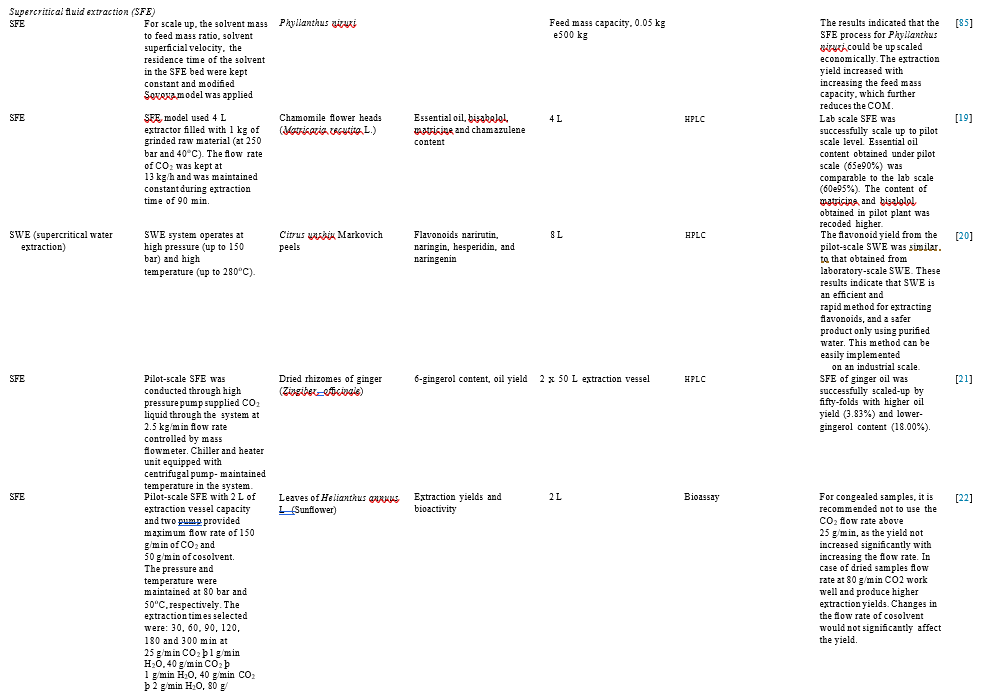 Supercritical fluid extraction (SFE)
SFE
For scale up, the solvent mass
to feed mass ratio, solvent
superficial velocity, the
residence time of the solvent
in the SFE bed were kept
constant and modified
Sovova model was applied
Phyllanthus niruri
Feed mass capacity, 0.05 kg
e500 kg
The results indicated that the
SFE process for Phyllanthus
niruri could be up scaled
economically. The extraction
yield increased with
increasing the feed mass
capacity, which further
reduces the COM.
[85]
SFE
SFE model used 4 L
extractor filled with 1 kg of
grinded raw material (at 250
bar and 40°C). The flow rate
of CO2 was kept at
13 kg/h and was maintained
constant during extraction
time of 90 min.
Chamomile flower heads
(Matricaria recutita L.)
Essential oil, bisabolol,
matricine and chamazulene
content
4 L
HPLC
Lab scale SFE was
successfully scale up to pilot
scale level. Essential oil
content obtained under pilot
scale (65e90%) was
comparable to the lab scale
(60e95%). The content of
matricine and bisalolol
obtained in pilot plant was
recoded higher.
[19]
SWE (supercritical water
extraction)
SWE system operates at
high pressure (up to 150
bar) and high
temperature (up to 280°C).
Citrus unshiu Markovich
peels
Flavonoids narirutin,
naringin, hesperidin, and
naringenin
8 L
HPLC
The flavonoid yield from the
pilot-scale SWE was similar
to that obtained from
laboratory-scale SWE. These
results indicate that SWE is
an efficient and
rapid method for extracting
flavonoids, and a safer
product only using purified
water. This method can be
easily implemented
on an industrial scale.
[20]
SFE
Pilot-scale SFE was
conducted through high
pressure pump supplied CO2
liquid through the system at
2.5 kg/min flow rate
controlled by mass
flowmeter. Chiller and heater
unit equipped with
centrifugal pump- maintained
temperature in the system.
Dried rhizomes of ginger
(Zingiber officinale)
6-gingerol content, oil yield
2 x 50 L extraction vessel
HPLC
SFE of ginger oil was
successfully scaled-up by
fifty-folds with higher oil
yield (3.83%) and lower-
gingerol content (18.00%).
[21]
SFE
Pilot-scale SFE with 2 L of
extraction vessel capacity
and two pump provided
maximum flow rate of 150
g/min of CO2 and
50 g/min of cosolvent.
The pressure and
temperature were
maintained at 80 bar and
50°C, respectively. The
extraction times selected
were: 30, 60, 90, 120,
180 and 300 min at
25 g/min CO2 þ 1 g/min
H2O, 40 g/min CO2 þ
1 g/min H2O, 40 g/min CO2
þ 2 g/min H2O, 80 g/
Leaves of Helianthus annuus
L. (Sunflower)
Extraction yields and
bioactivity
2 L
Bioassay
For congealed samples, it is
recommended not to use the
CO2 flow rate above
25 g/min, as the yield not
increased significantly with
increasing the flow rate. In
case of dried samples flow
rate at 80 g/min CO2 work
well and produce higher
extraction yields. Changes in
the flow rate of cosolvent
would not significantly affect
the yield.
[22]